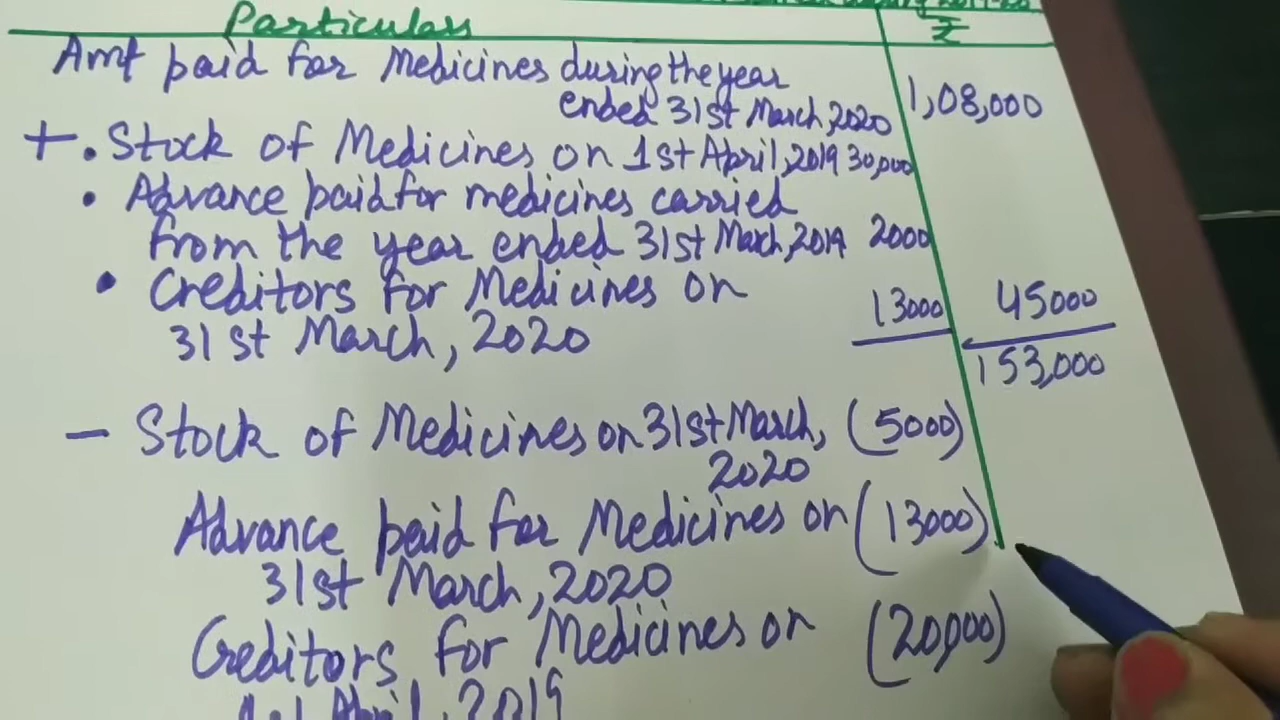 Particulars ₹
Amt paid for Medicines during the year
ended 31st March, 2020 1,08,000
+ • Stock of Medicines on 1st April, 2019 30,000
• Advance paid for medicines carried
from the year ended 31st March, 2019 2000
• Creditors for Medicines on 13000 45000
31st March, 2020 153,000
- Stock of Medicines on 31st March, (5000)
2020
Advance paid for Medicines on (13000)
31st March, 2020
Creditors for Medicines on (20,000)
1st April, 2019